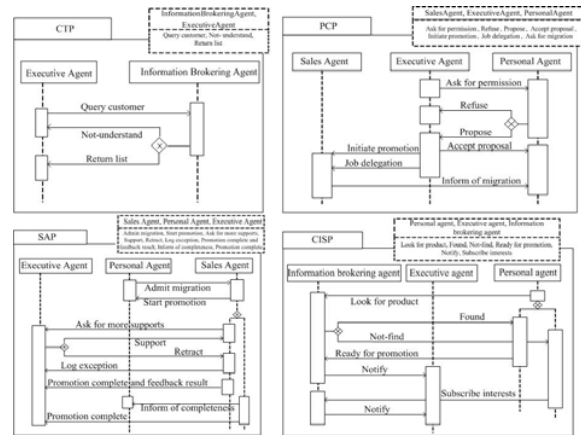 CTP
InformationBrokeringAgent,
ExecutiveAgent
Query customer, Not- understand,
Return list
Executive Agent
Information Brokering Agent
Query customer
Not-understand
Return list
PCP
SalesAgent, ExecutiveAgent, PersonalAgent
Ask for permission , Refuse , Propose , Accept proposal ,
Initiate promotion , Job delegation , Ask for migration
Sales Agent
Executive Agent
Personal Agent
Ask for permission
Refuse
Propose
Initiate promotion
Accept proposal
Job delegation
Inform of migration
SAP
Sales Agent, Personal Agent, Executive Agent
Admit migration, Start promotion, Ask for more supports,
Support, Retract, Log exception, Promotion complete and
feedback result, Inform of completeness, Promotion complete
Executive Agent
Personal Agent
Sales Agent
Admit migration
Start promotion
Ask for more supports
Support
Retract
Log exception
Promotion complete and feedback result
Inform of completeness
Promotion complete
CISP
Personal agent, Executive agent, Information
brokering agent
Look for product, Found, Not-find, Ready for promotion,
Notify, Subscribe interests
Information brokering agent
Executive agent
Personal agent
Look for product
Found
Not-find
Ready for promotion
Notify
Subscribe interests
Notify